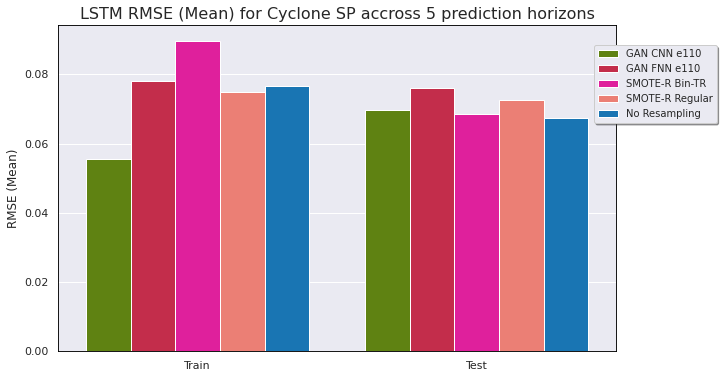 LSTM RMSE (Mean) for Cyclone SP accross 5 prediction horizons
GAN CNN e110
GAN FNN e110
SMOTE-R Bin-TR
SMOTE-R Regular
No Resampling
RMSE (Mean)
0.08
0.06
0.04
0.02
0.00
Train
Test